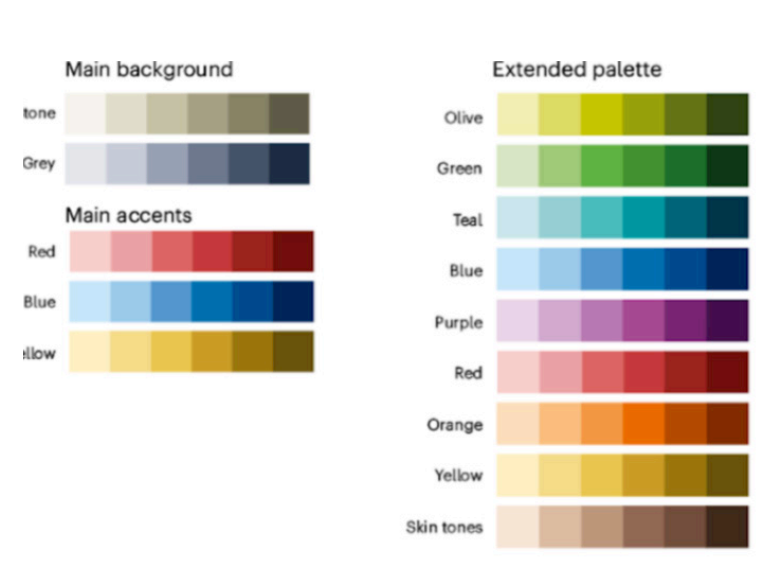 Main background
tone
Grey
Main accents
Red
Blue
llow
Extended palette
Olive
Green
Teal
Blue
Purple
Red
Orange
Yellow
Skin tones